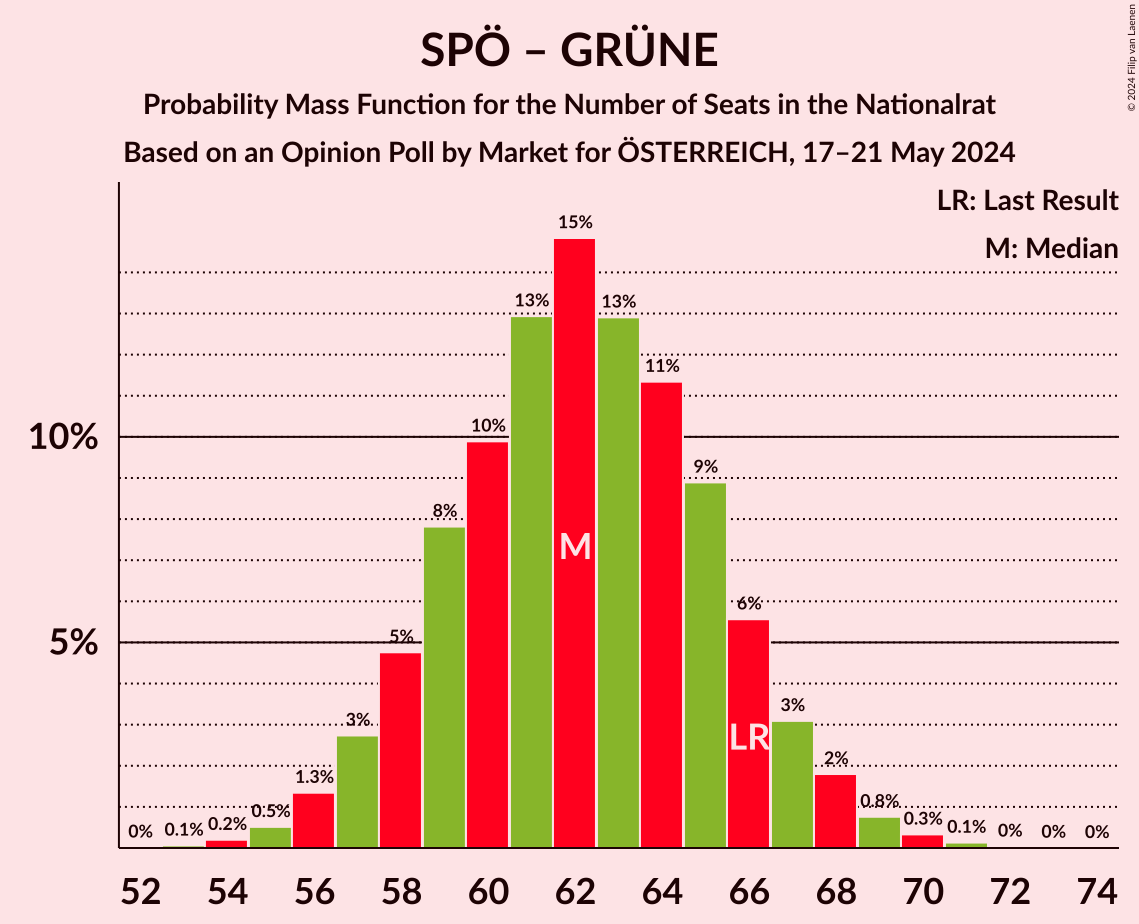 SPÖ – GRÜNE
Probability Mass Function for the Number of Seats in the Nationalrat
Based on an Opinion Poll by Market for ÖSTERREICH, 17–21 May 2024
© 2024 Filip van Laenen
LR: Last Result
M: Median
10%
5%
0%
0.1%
0.2%
0.5%
1.3%
3%
5%
8%
10%
13%
15%
13%
11%
9%
6%
3%
2%
0.8%
0.3%
0.1%
0%
0%
0%
M
LR
52 54 56 58 60 62 64 66 68 70 72 74